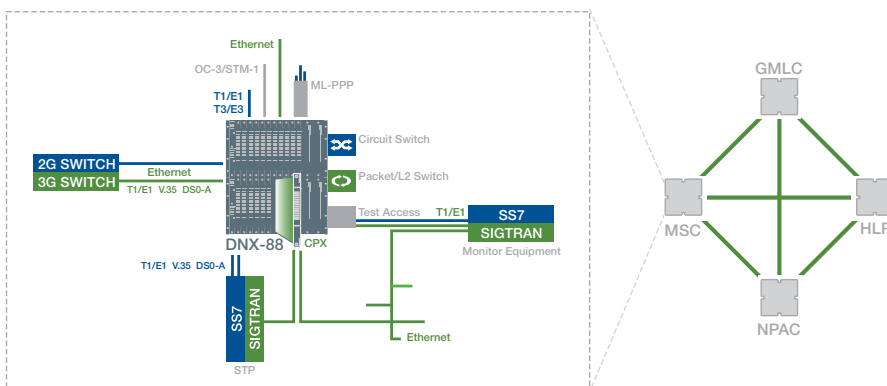 Ethernet
OC-3/STM-1
ML-PPP
T1/E1
T3/E3
Circuit Switch
2G SWITCH
3G SWITCH
Ethernet
T1/E1 V.35 DS0-A
Packet/L2 Switch
Test Access
T1/E1
SS7
SIGTRAN
Monitor Equipment
DNX-88
CPX
T1/E1 V.35 DS0-A
SS7
SIGTRAN
STP
Ethernet
GMLC
MSC
HLR
NPAC